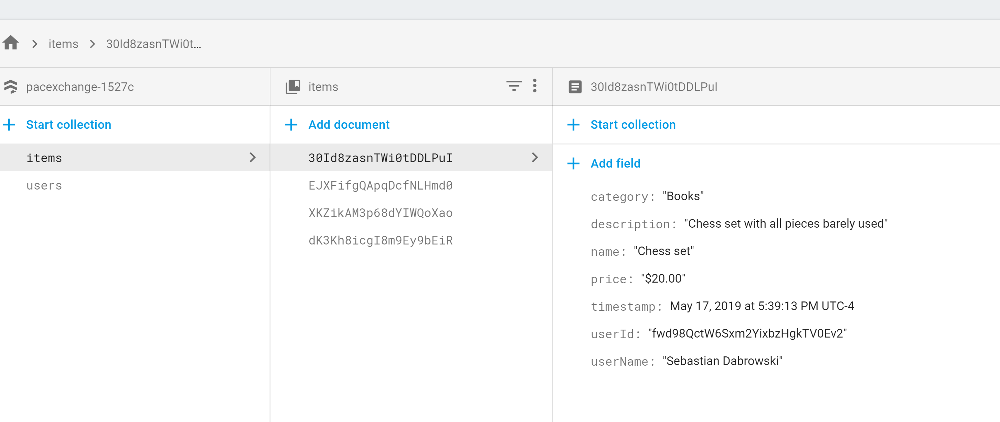 items
30Id8zasnTWi0t...
pacexchange-1527c
items
30Id8zasnTWi0tDDLPuI
Start collection
Add document
Start collection
items
users
30Id8zasnTWi0tDDLPuI
EJXFifgQApqDcfNLHmd0
XKZikAM3p68dYIWQoXao
dK3Kh8icgI8m9Ey9bEiR
Add field
category: "Books"
description: "Chess set with all pieces barely used"
name: "Chess set"
price: "$20.00"
timestamp: May 17, 2019 at 5:39:13 PM UTC-4
userId: "fwd98QctW6Sxm2YixbzHgkTV0Ev2"
userName: "Sebastian Dabrowski"